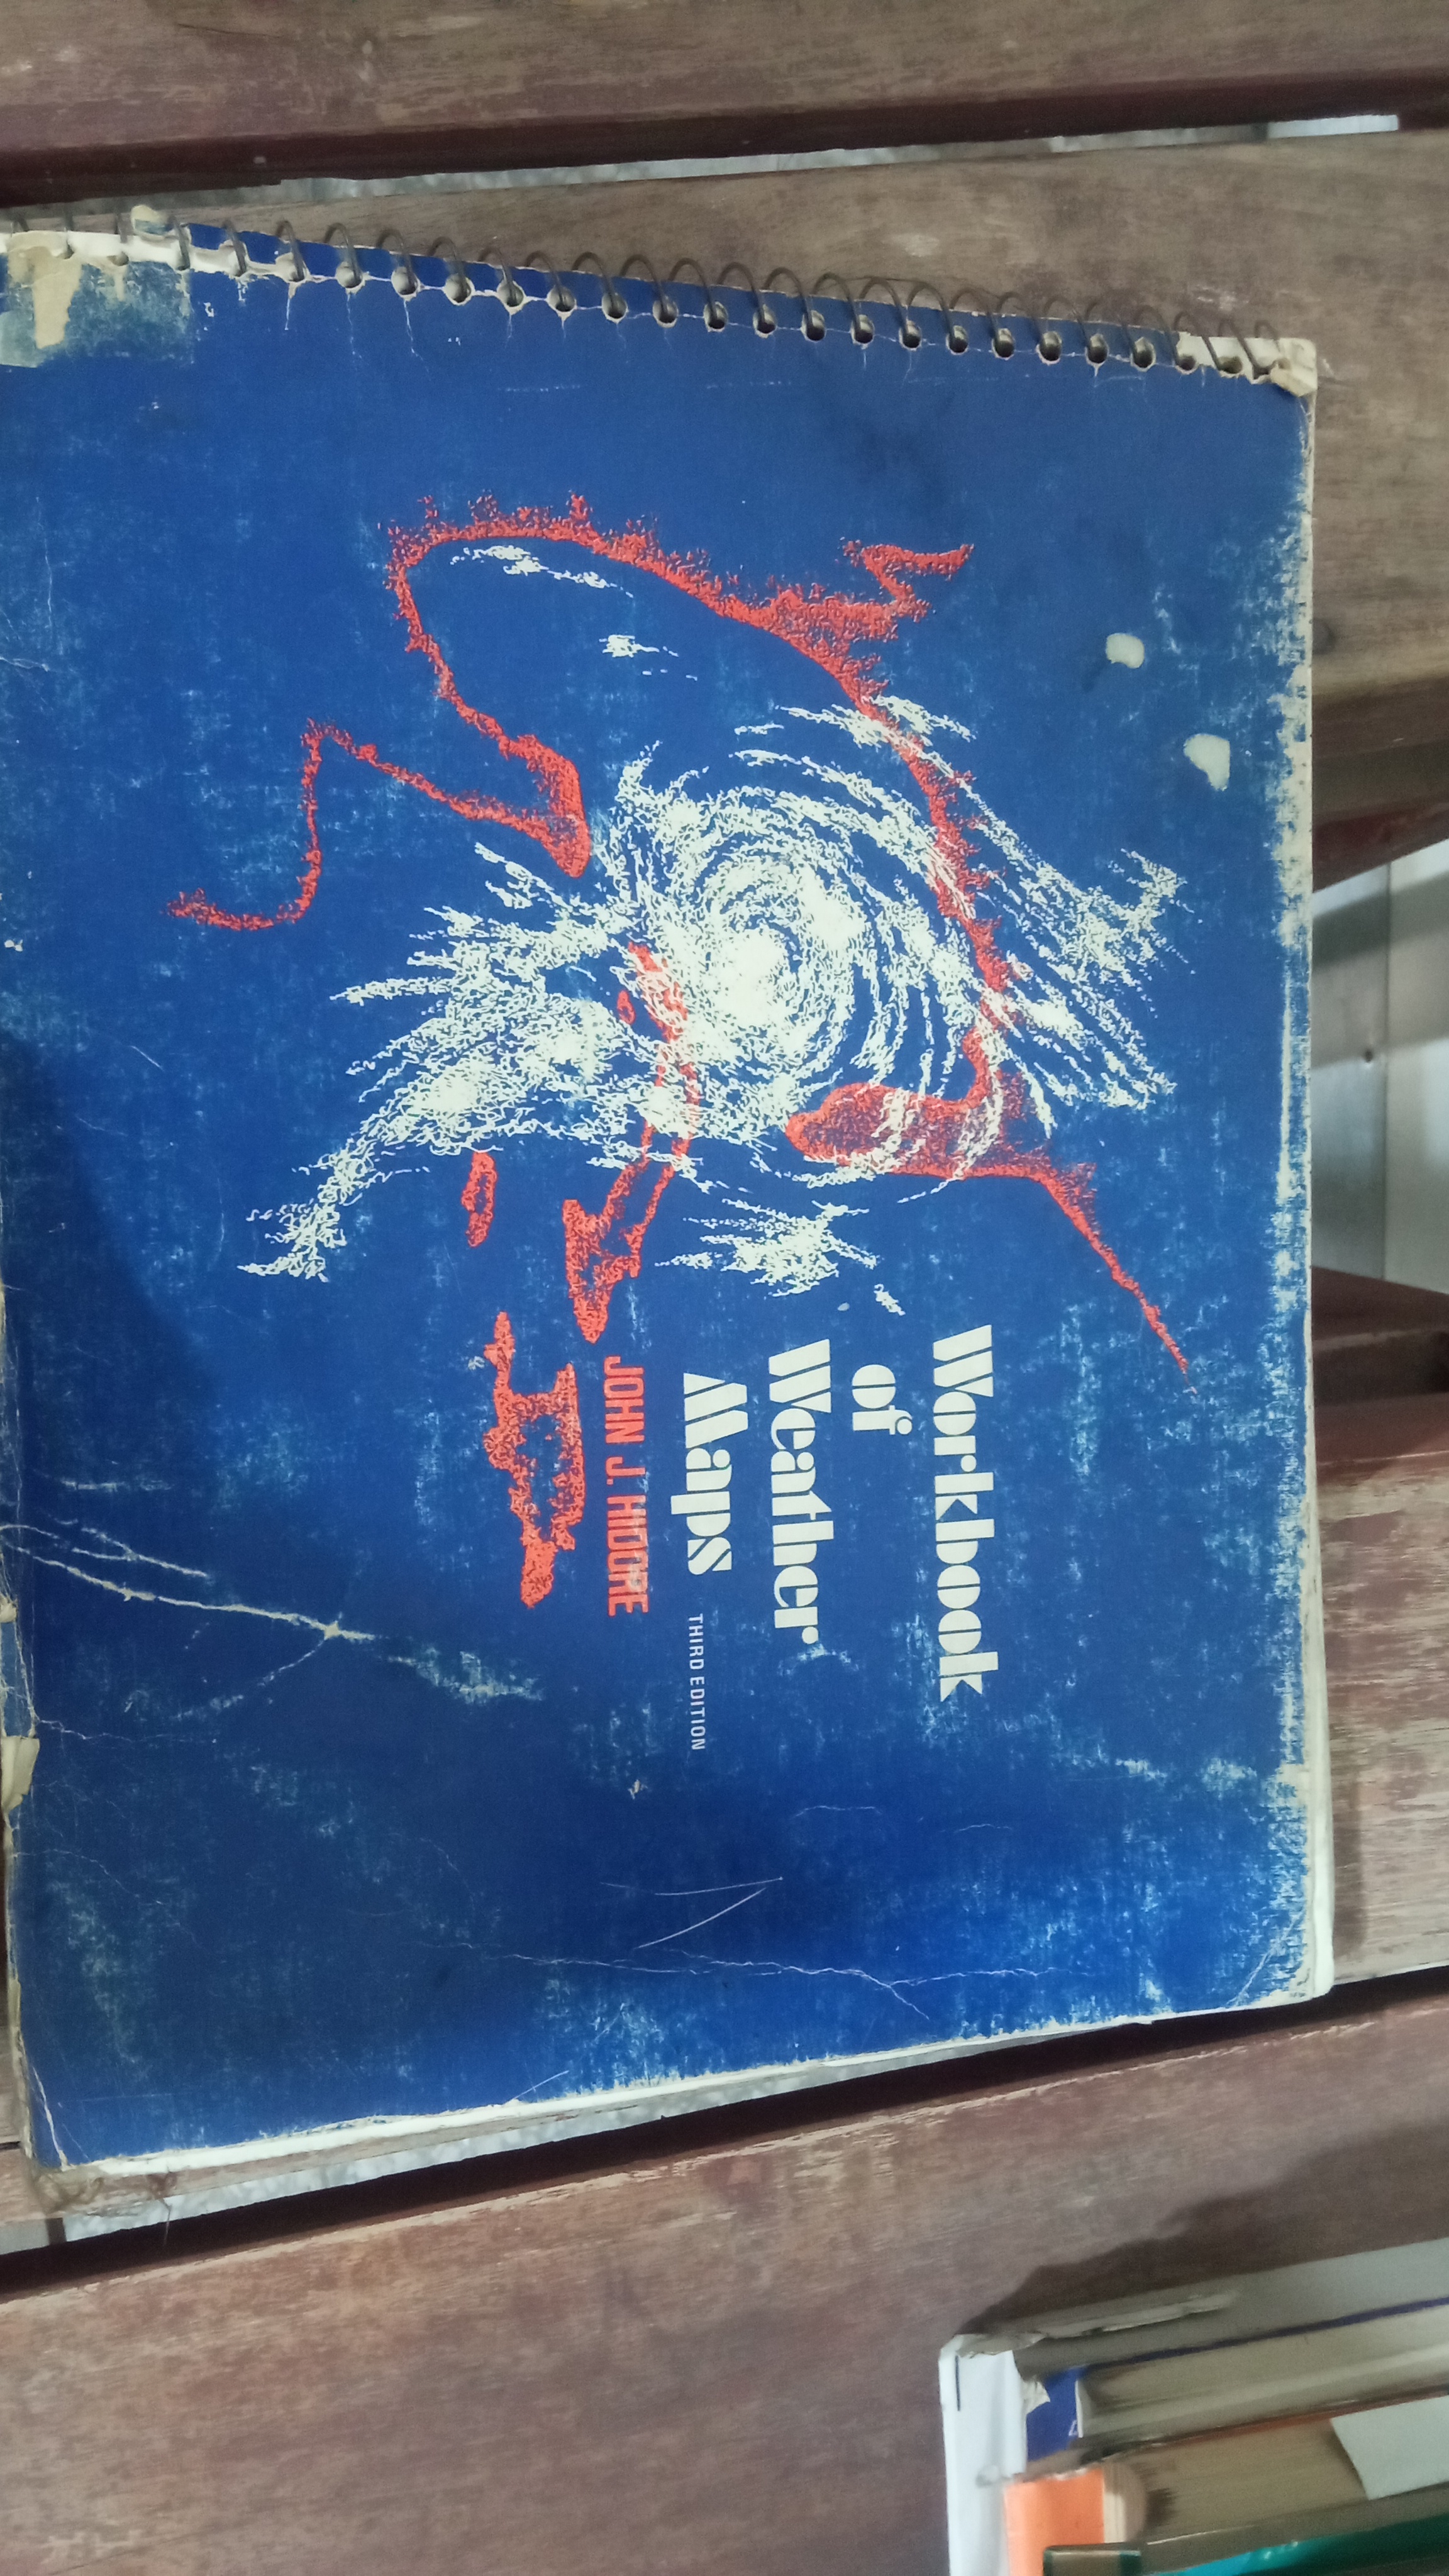 Workbook
of
Weather
Maps THIRD EDITION
JOHN J. HIDORE